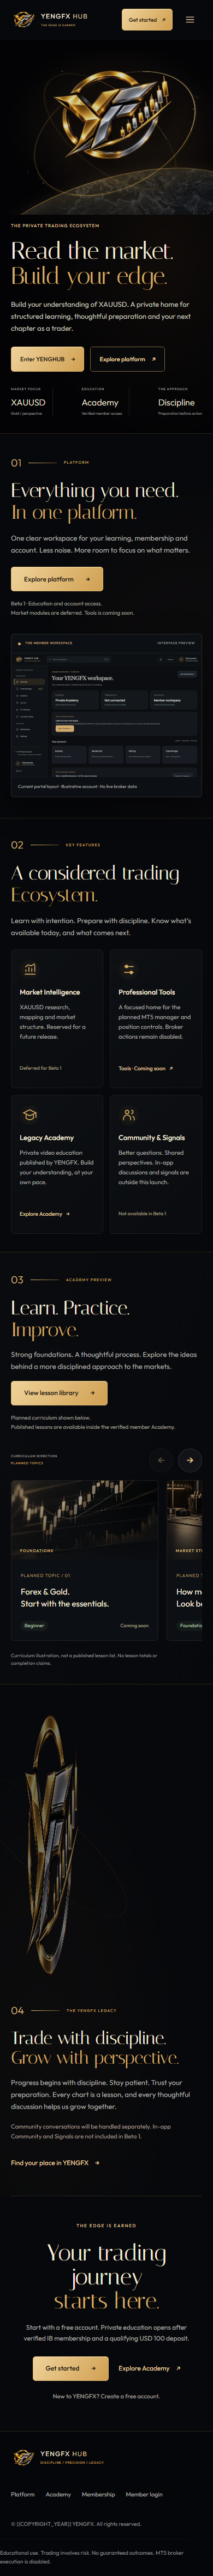 YENGFX HUB
THE EDGE IS EARNED
Get started ↗
THE PRIVATE TRADING ECOSYSTEM
Read the market.
Build your edge.
Build your understanding of XAUUSD. A private home for
structured learning, thoughtful preparation and your next
chapter as a trader.
Enter YENGHUB →
Explore platform ↗
MARKET FOCUS
XAUUSD
Gold / perspective
EDUCATION
Academy
Verified member access
THE APPROACH
Discipline
Preparation before action
01 PLATFORM
Everything you need.
In one platform.
One clear workspace for your learning, membership and
account. Less noise. More room to focus on what matters.
Explore platform →
Beta 1 · Education and account access.
Market modules are deferred. Tools is coming soon.
THE MEMBER WORKSPACE
INTERFACE PREVIEW
Your YENGFX workspace.
Current portal layout · Illustrative account · No live broker data
02 KEY FEATURES
A considered trading
Ecosystem.
Learn with intention. Prepare with discipline. Know what's
available today, and what comes next.
Market Intelligence
XAUUSD research,
mapping and market
structure. Reserved for a
future release.
Deferred for Beta 1
Professional Tools
A focused home for the
planned MT5 manager and
position controls. Broker
actions remain disabled.
Tools · Coming soon ↗
Legacy Academy
Private video education
published by YENGFX. Build
your understanding, at your
own pace.
Explore Academy →
Community & Signals
Better questions. Shared
perspectives. In-app
discussions and signals are
outside this launch.
Not available in Beta 1
03 ACADEMY PREVIEW
Learn. Practice.
Improve.
Strong foundations. A thoughtful process. Explore the ideas
behind a more disciplined approach to the markets.
View lesson library →
Planned curriculum shown below.
Published lessons are available inside the verified member Academy.
CURRICULUM DIRECTION
PLANNED TOPICS
← →
FOUNDATIONS
PLANNED TOPIC / 01
Forex & Gold.
Start with the essentials.
Beginner
Coming soon
Curriculum illustration, not a published lesson list. No lesson totals or
completion claims.
04 THE YENGFX LEGACY
Trade with discipline.
Grow with perspective.
Progress begins with discipline. Stay patient. Trust your
preparation. Every chart is a lesson, and every thoughtful
discussion helps us grow together.
Community conversations will be handled separately. In-app
Community and Signals are not included in Beta 1.
Find your place in YENGFX →
THE EDGE IS EARNED
Your trading
journey
starts here.
Start with a free account. Private education opens after
verified IB membership and a qualifying USD 100 deposit.
Get started →
Explore Academy ↗
New to YENGFX? Create a free account.
YENGFX HUB
DISCIPLINE / PRECISION / LEGACY
Platform Academy Membership Member login
© {{COPYRIGHT_YEAR}} YENGFX. All rights reserved.
Educational use. Trading involves risk. No guaranteed outcomes. MT5 broker
execution is disabled.